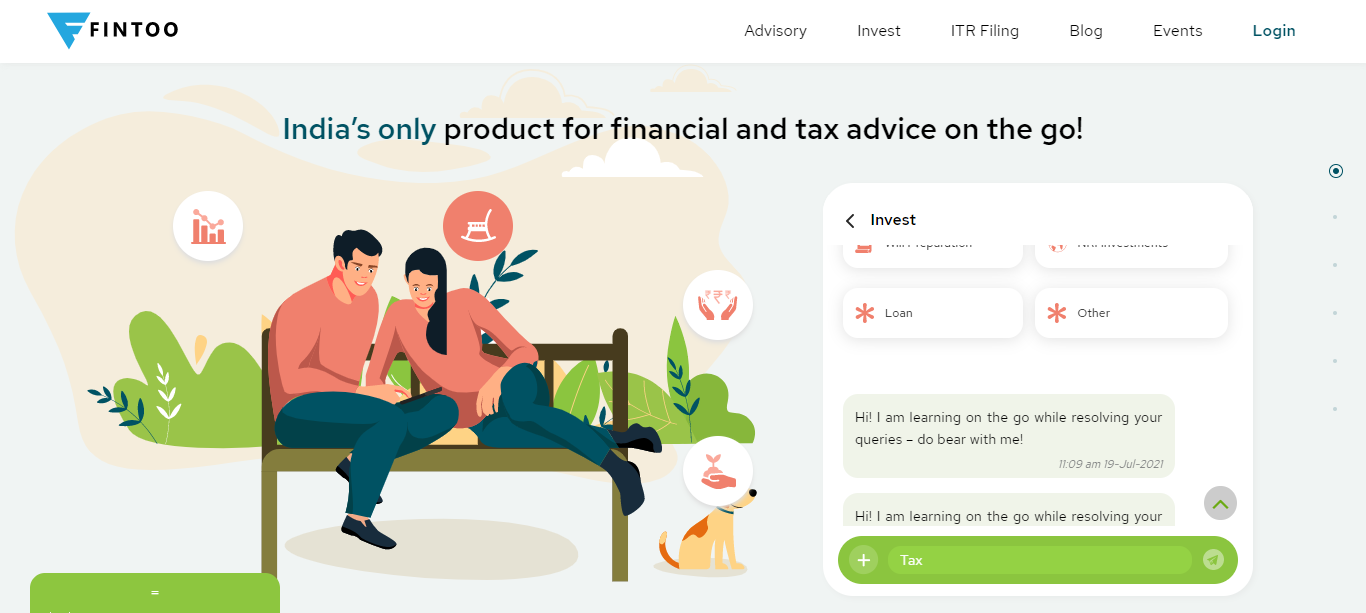 FINTOO
Advisory Invest ITR Filing Blog Events Login
India's only product for financial and tax advice on the go!
Invest
Loan Other
Hi! I am learning on the go while resolving your
queries – do bear with me!
11:09 am 19-Jul-2021
Hi! I am learning on the go while resolving your
Tax